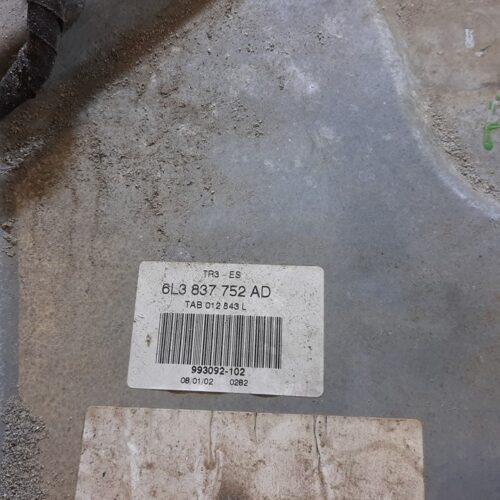 TR3 - ES
6L3 837 752 AD
TAB 012 843 L
993092-102
08/01/02 0282